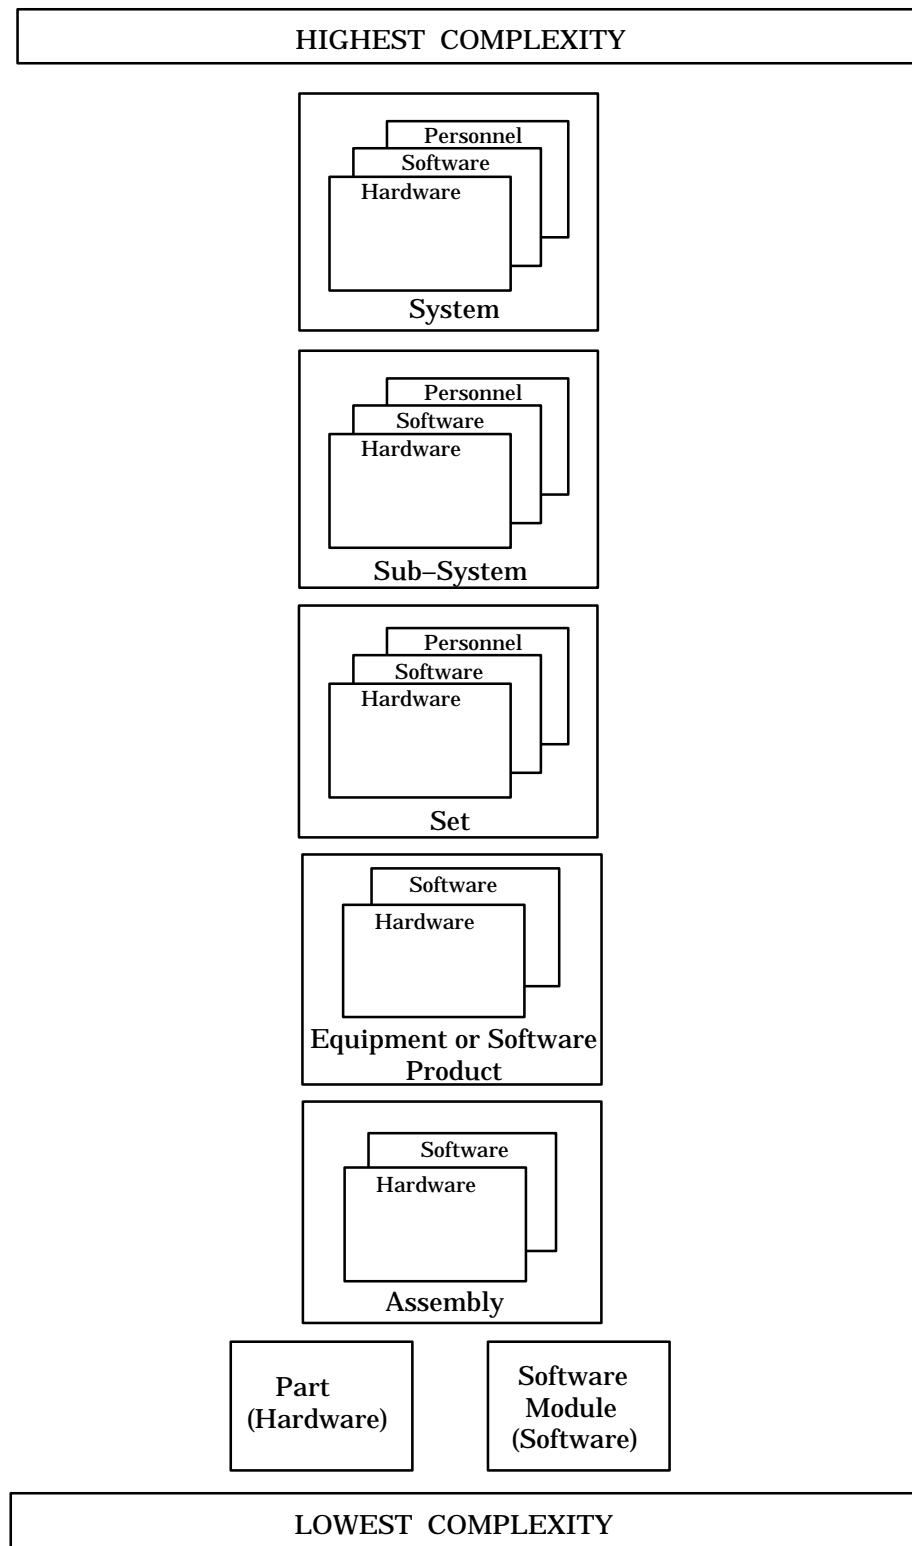 HIGHEST COMPLEXITY
Personnel
Software
Hardware
System
Personnel
Software
Hardware
Sub–System
Personnel
Software
Hardware
Set
Software
Hardware
Equipment or Software
Product
Software
Hardware
Assembly
Part
(Hardware)
Software
Module
(Software)
LOWEST COMPLEXITY